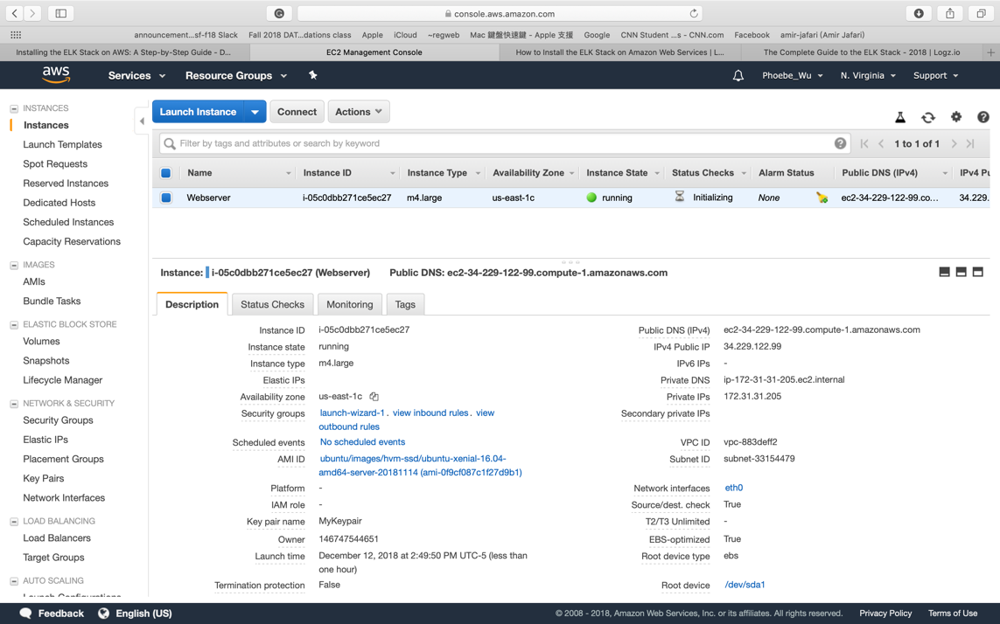 console.aws.amazon.com
announcement...sf-f18 Slack Fall 2018 DAT...dations class Apple iCloud ~regweb Mac 鍵盤快速鍵 - Apple 支援 Google CNN Student ...s - CNN.com Facebook amir-jafari (Amir Jafari)
Installing the ELK Stack on AWS: A Step-by-Step Guide - D... EC2 Management Console How to Install the ELK Stack on Amazon Web Services | L... The Complete Guide to the ELK Stack - 2018 | Logz.io
aws Services Resource Groups Phoebe_Wu N. Virginia Support
INSTANCES
Instances
Launch Templates
Spot Requests
Reserved Instances
Dedicated Hosts
Scheduled Instances
Capacity Reservations
IMAGES
AMIs
Bundle Tasks
ELASTIC BLOCK STORE
Volumes
Snapshots
Lifecycle Manager
NETWORK & SECURITY
Security Groups
Elastic IPs
Placement Groups
Key Pairs
Network Interfaces
LOAD BALANCING
Load Balancers
Target Groups
AUTO SCALING
Launch Configurations
Launch Instance Connect Actions
Filter by tags and attributes or search by keyword 1 to 1 of 1
Name Instance ID Instance Type Availability Zone Instance State Status Checks Alarm Status Public DNS (IPv4) IPv4 Pu
Webserver i-05c0dbb271ce5ec27 m4.large us-east-1c running Initializing None ec2-34-229-122-99.co... 34.229.
Instance: i-05c0dbb271ce5ec27 (Webserver) Public DNS: ec2-34-229-122-99.compute-1.amazonaws.com
Description Status Checks Monitoring Tags
Instance ID i-05c0dbb271ce5ec27
Instance state running
Instance type m4.large
Elastic IPs
Availability zone us-east-1c
Security groups launch-wizard-1. view inbound rules. view
outbound rules
Scheduled events No scheduled events
AMI ID ubuntu/images/hvm-ssd/ubuntu-xenial-16.04-
amd64-server-20181114 (ami-0f9cf087c1f27d9b1)
Platform -
IAM role -
Key pair name MyKeypair
Owner 146747544651
Launch time December 12, 2018 at 2:49:50 PM UTC-5 (less than
one hour)
Termination protection False
Public DNS (IPv4) ec2-34-229-122-99.compute-1.amazonaws.com
IPv4 Public IP 34.229.122.99
IPv6 IPs -
Private DNS ip-172-31-31-205.ec2.internal
Private IPs 172.31.31.205
Secondary private IPs
VPC ID vpc-883deff2
Subnet ID subnet-33154479
Network interfaces eth0
Source/dest. check True
T2/T3 Unlimited -
EBS-optimized True
Root device type ebs
Root device /dev/sda1
Feedback English (US) © 2008 - 2018, Amazon Web Services, Inc. or its affiliates. All rights reserved. Privacy Policy Terms of Use